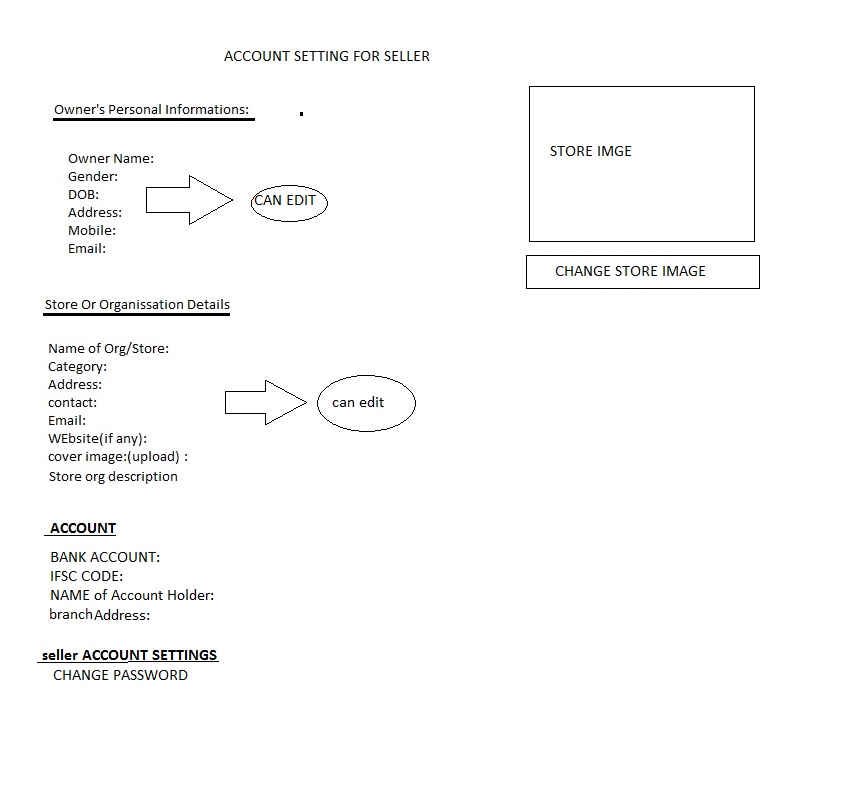 ACCOUNT SETTING FOR SELLER
Owner's Personal Informations:
Owner Name:
Gender:
DOB:
Address:
Mobile:
Email:
CAN EDIT
STORE IMGE
CHANGE STORE IMAGE
Store Or Organissation Details
Name of Org/Store:
Category:
Address:
contact:
Email:
WEbsite(if any):
cover image:(upload) :
Store org description
can edit
ACCOUNT
BANK ACCOUNT:
IFSC CODE:
NAME of Account Holder:
branch Address:
seller ACCOUNT SETTINGS
CHANGE PASSWORD